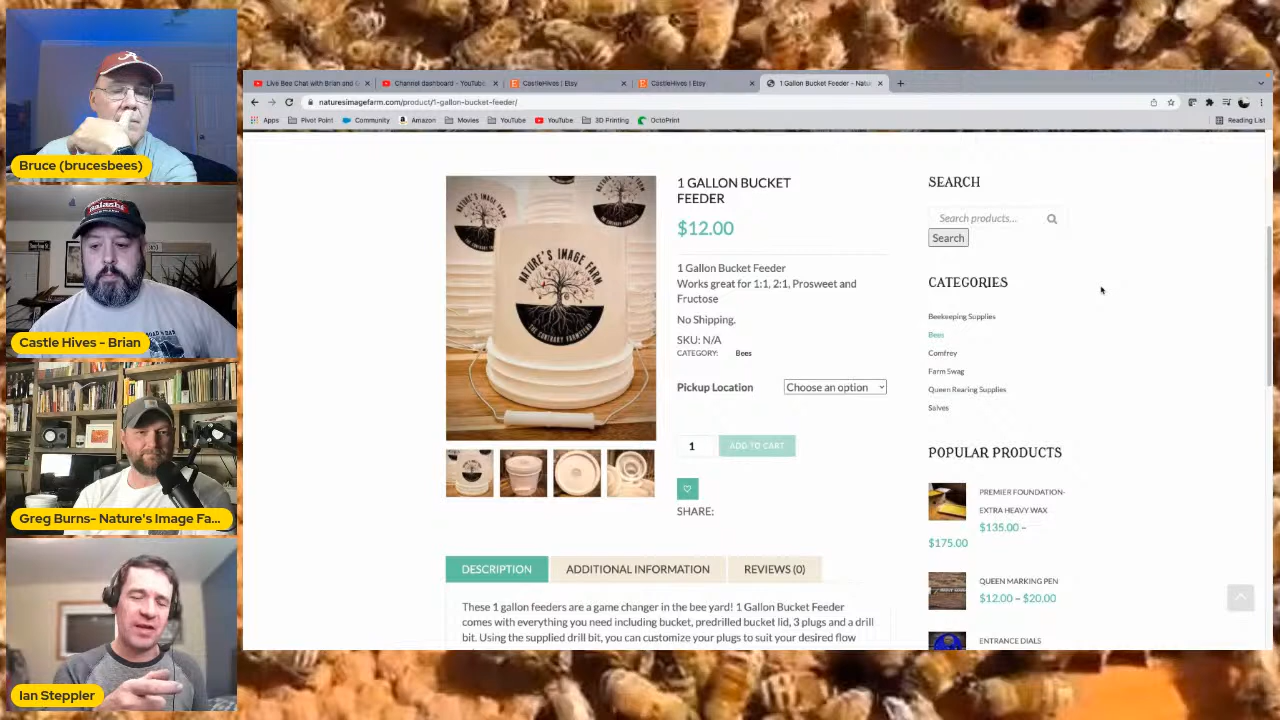 Bruce (brucesbees)
Castle Hives - Brian
Greg Burns- Nature's Image Fa...
Ian Steppler
Live Bee Chat with Brian and G
Channel dashboard - YouTube
CastleHives | Etsy
CastleHives | Etsy
1 Gallon Bucket Feeder - Natu
naturesimagefarm.com/product/1-gallon-bucket-feeder/
Apps
Pivot Point
Community
Amazon
Movies
YouTube
YouTube
3D Printing
OctoPrint
Reading List
NATURE'S IMAGE FARM
THE CONTRARY FARMSTEAD
1 GALLON BUCKET
FEEDER
$12.00
1 Gallon Bucket Feeder
Works great for 1:1, 2:1, Prosweet and
Fructose
No Shipping.
SKU: N/A
CATEGORY: Bees
Pickup Location
Choose an option
1
ADD TO CART
SHARE:
DESCRIPTION
ADDITIONAL INFORMATION
REVIEWS (0)
These 1 gallon feeders are a game changer in the bee yard! 1 Gallon Bucket Feeder
comes with everything you need including bucket, predrilled bucket lid, 3 plugs and a drill
bit. Using the supplied drill bit, you can customize your plugs to suit your desired flow
SEARCH
Search products...
Search
CATEGORIES
Beekeeping Supplies
Bees
Comfrey
Farm Swag
Queen Rearing Supplies
Salves
POPULAR PRODUCTS
PREMIER FOUNDATION-
EXTRA HEAVY WAX
$135.00 –
$175.00
QUEEN MARKING PEN
$12.00 – $20.00
ENTRANCE DIALS